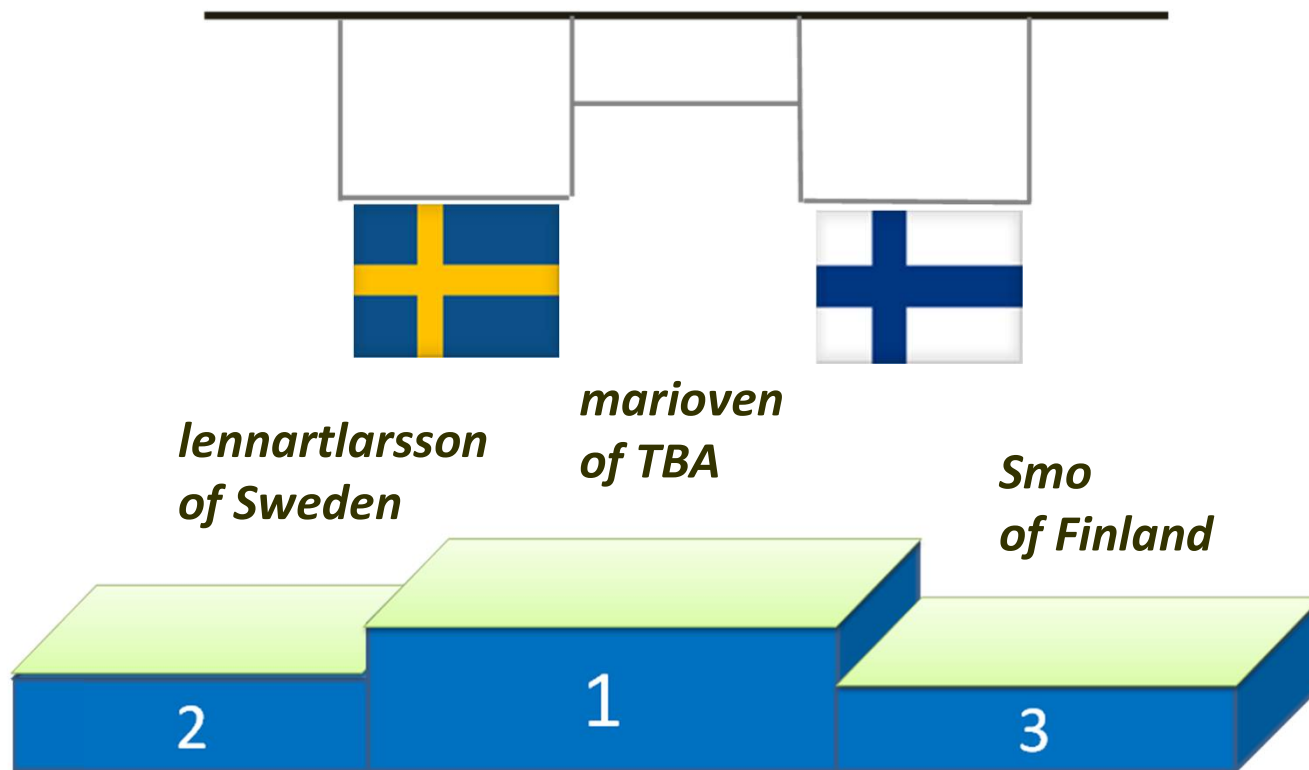 marioven
of TBA
lennartlarsson
of Sweden
Smo
of Finland
2
1
3